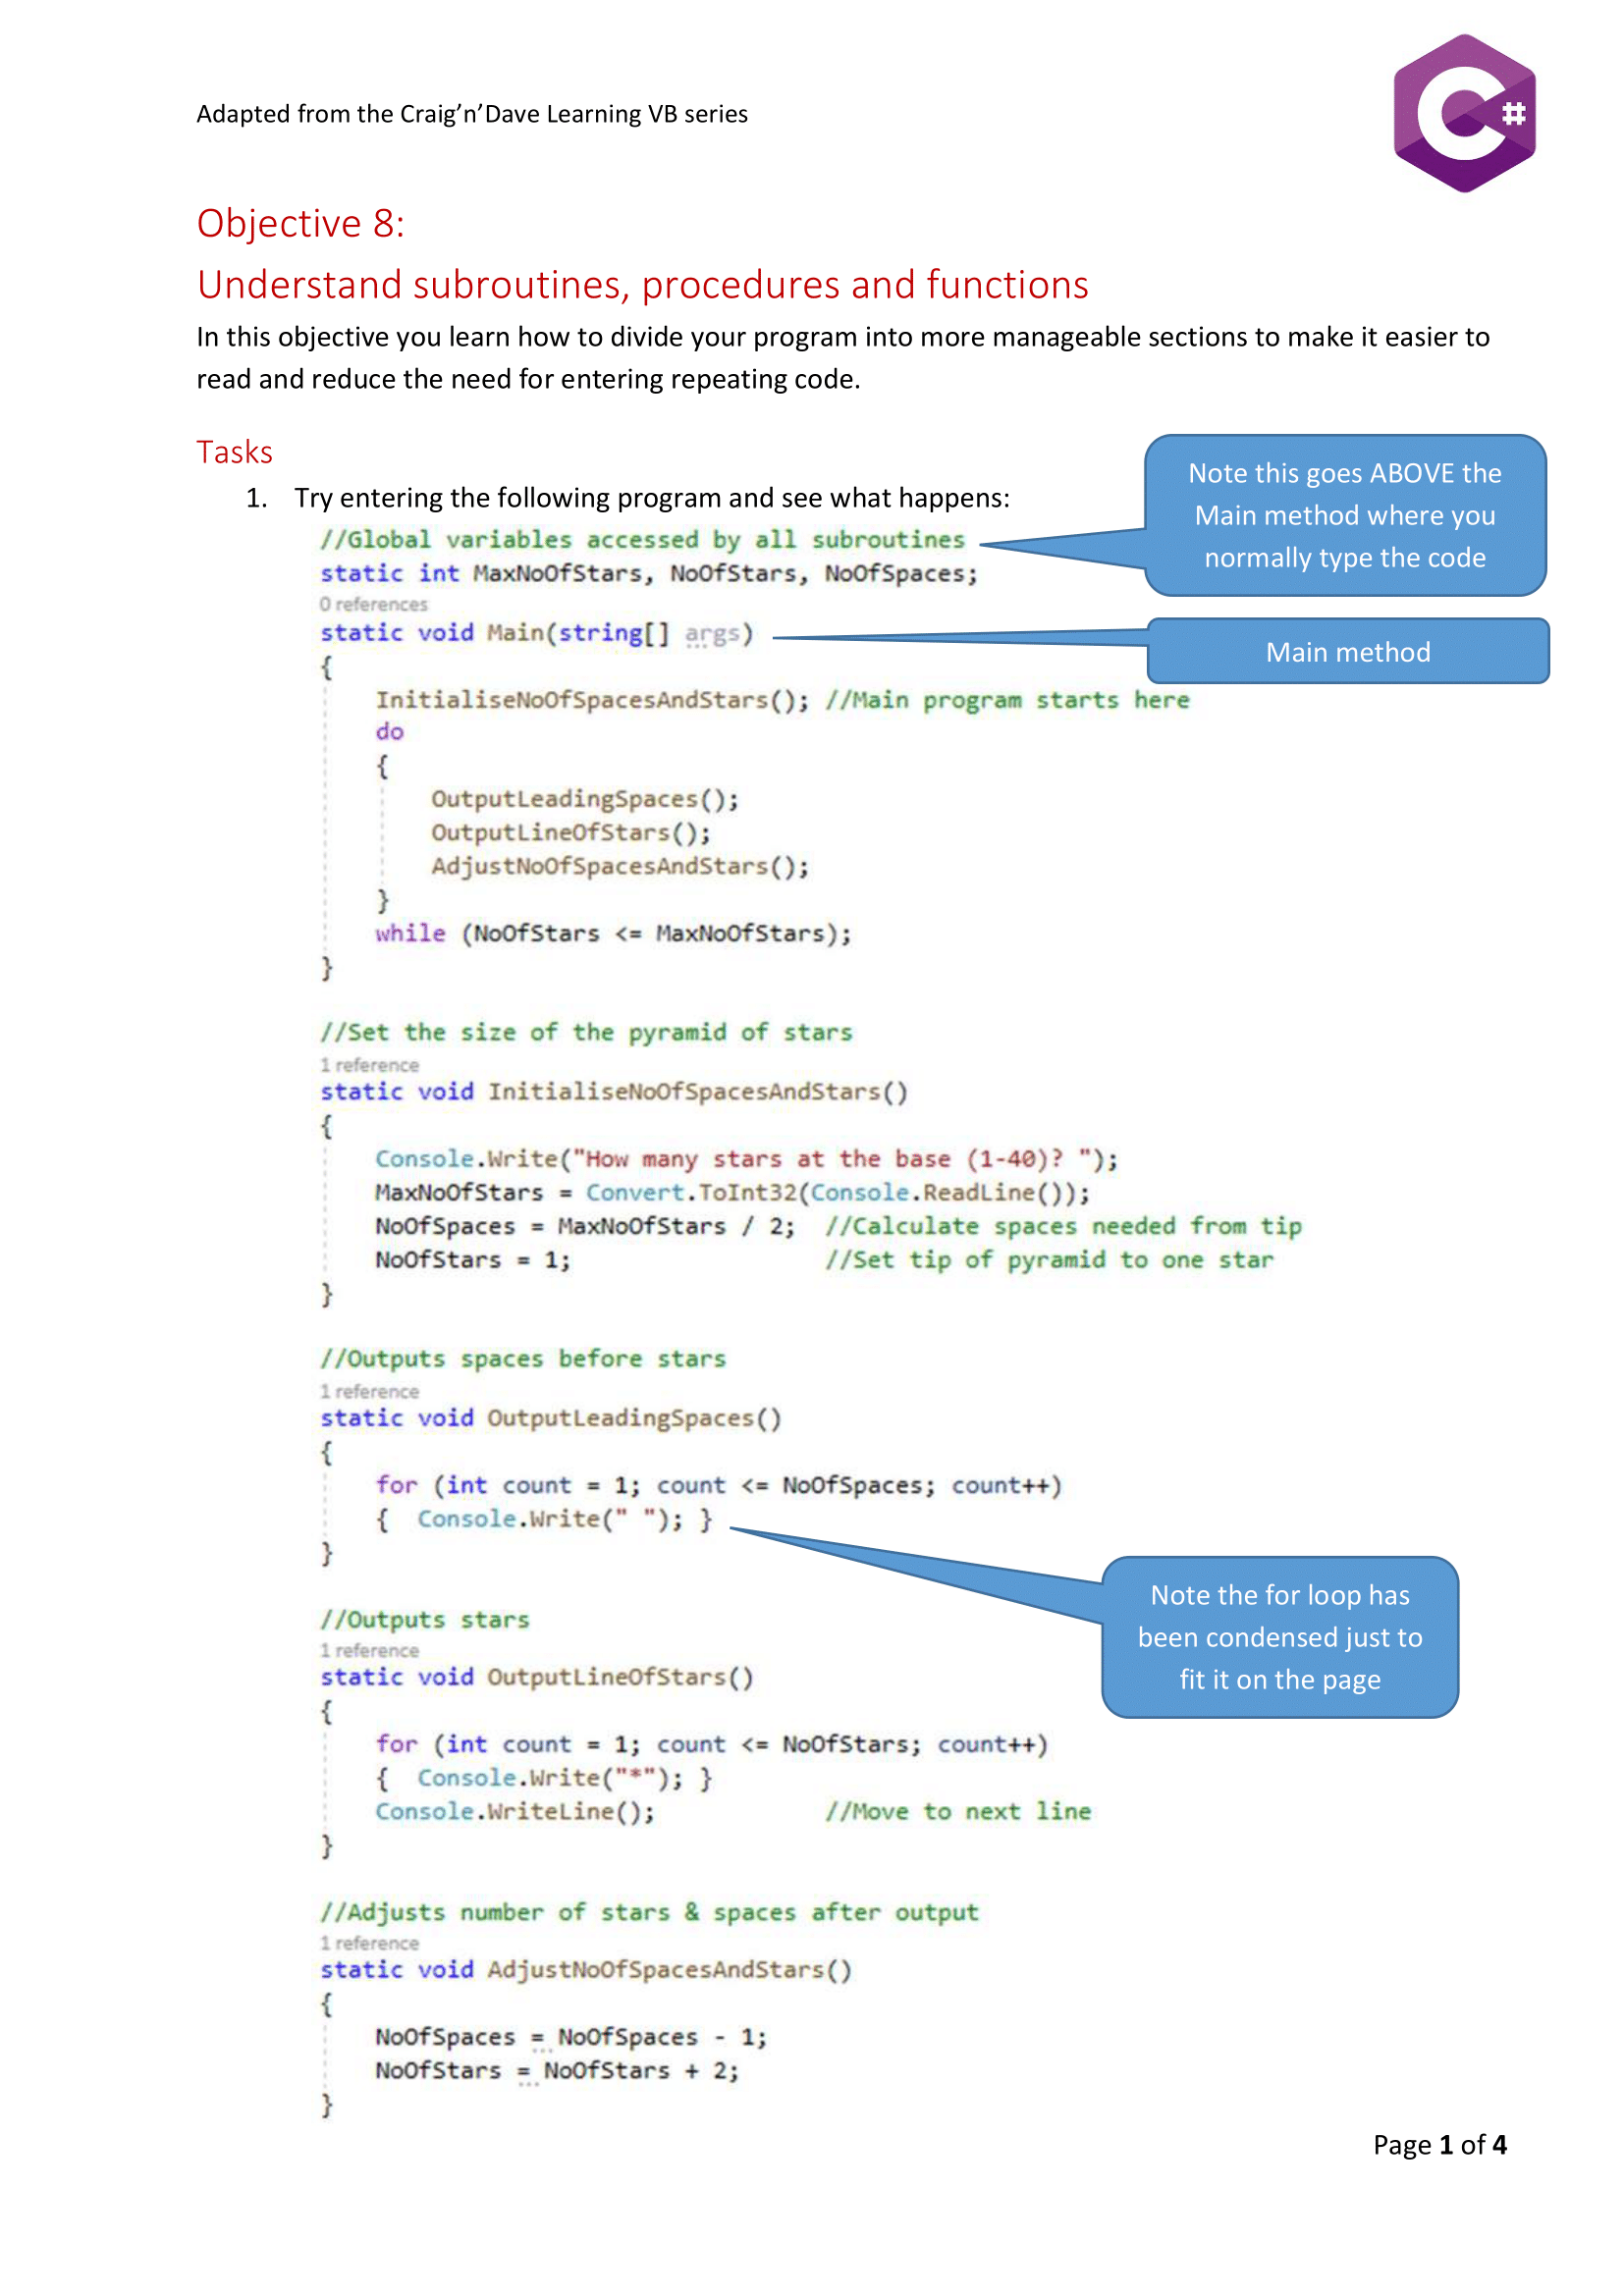 Adapted from the Craig’n’Dave Learning VB series
C#
Objective 8:
Understand subroutines, procedures and functions
In this objective you learn how to divide your program into more manageable sections to make it easier to
read and reduce the need for entering repeating code.
Tasks
1. Try entering the following program and see what happens:
Note this goes ABOVE the
Main method where you
normally type the code
//Global variables accessed by all subroutines
static int MaxNoOfStars, NoOfStars, NoOfSpaces;
0 references
static void Main(string[] args)
Main method
{
InitialiseNoOfSpacesAndStars(); //Main program starts here
do
{
OutputLeadingSpaces();
OutputLineOfStars();
AdjustNoOfSpacesAndStars();
}
while (NoOfStars <= MaxNoOfStars);
}
//Set the size of the pyramid of stars
1 reference
static void InitialiseNoOfSpacesAndStars()
{
Console.Write("How many stars at the base (1-40)? ");
MaxNoOfStars = Convert.ToInt32(Console.ReadLine());
NoOfSpaces = MaxNoOfStars / 2; //Calculate spaces needed from tip
NoOfStars = 1; //Set tip of pyramid to one star
}
//Outputs spaces before stars
1 reference
static void OutputLeadingSpaces()
{
for (int count = 1; count <= NoOfSpaces; count++)
{ Console.Write(" "); }
}
Note the for loop has
been condensed just to
fit it on the page
//Outputs stars
1 reference
static void OutputLineOfStars()
{
for (int count = 1; count <= NoOfStars; count++)
{ Console.Write("*"); }
Console.WriteLine(); //Move to next line
}
//Adjusts number of stars & spaces after output
1 reference
static void AdjustNoOfSpacesAndStars()
{
NoOfSpaces = NoOfSpaces - 1;
NoOfStars = NoOfStars + 2;
}
Page 1 of 4